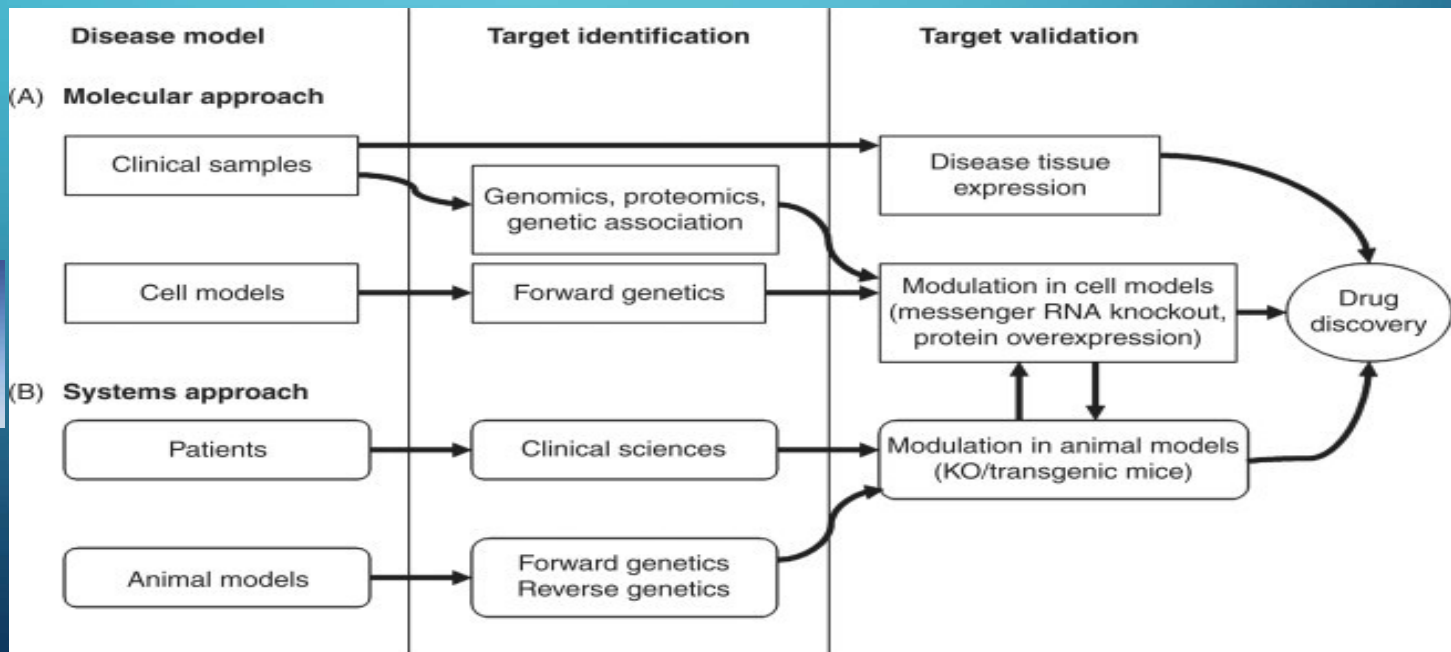 Disease model
Target identification
Target validation
(A) Molecular approach
Clinical samples
Genomics, proteomics,
genetic association
Disease tissue
expression
Cell models
Forward genetics
Modulation in cell models
(messenger RNA knockout,
protein overexpression)
Drug
discovery
(B) Systems approach
Patients
Clinical sciences
Modulation in animal models
(KO/transgenic mice)
Animal models
Forward genetics
Reverse genetics